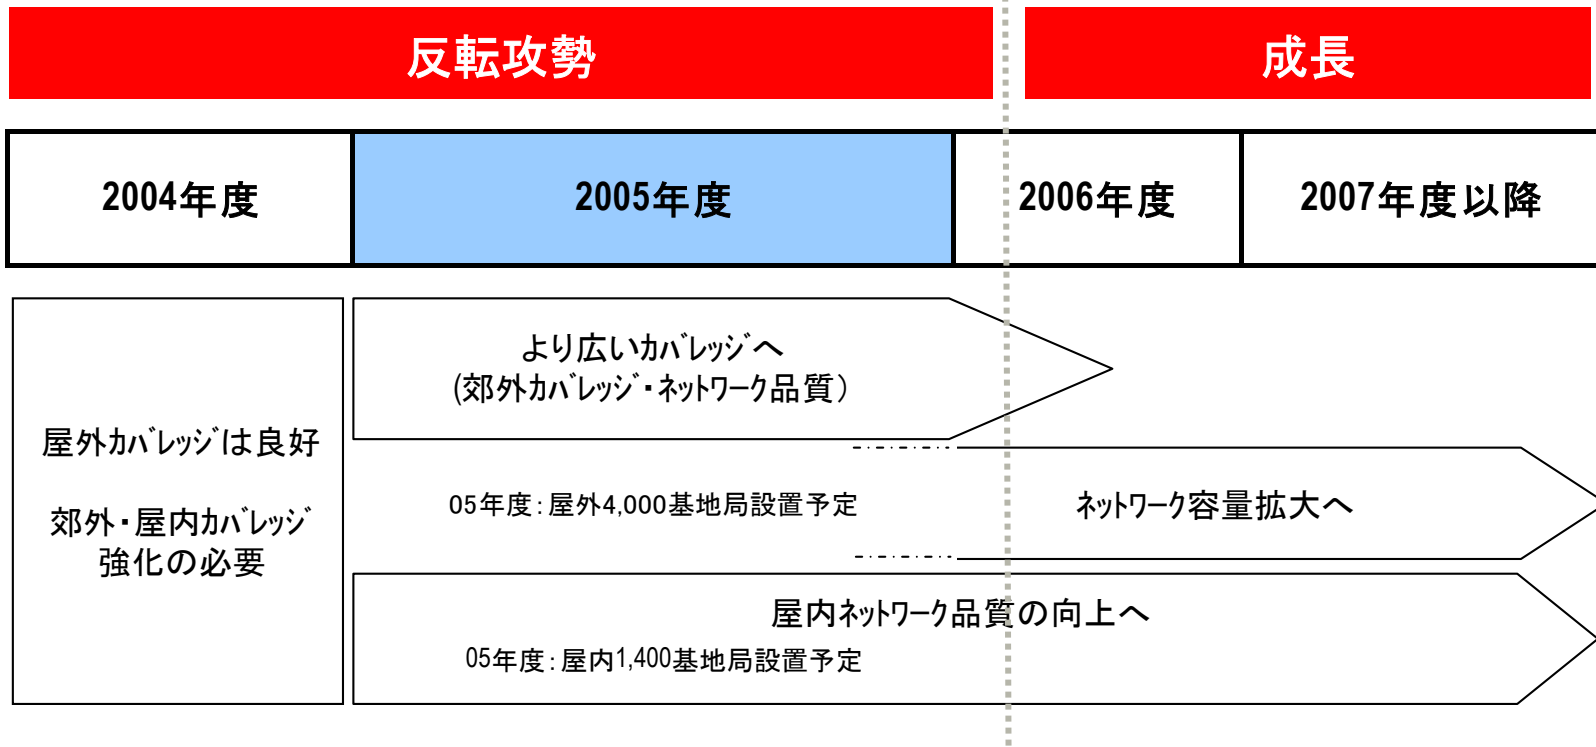 反転攻勢
成長
2004年度
2005年度
2006年度
2007年度以降
より広いｶﾊﾞﾚｯｼﾞへ
(郊外ｶﾊﾞﾚｯｼﾞ・ﾈｯﾄﾜｰｸ品質）
屋外ｶﾊﾞﾚｯｼﾞは良好
郊外・屋内ｶﾊﾞﾚｯｼﾞ
強化の必要
05年度：屋外4,000基地局設置予定
ﾈｯﾄﾜｰｸ容量拡大へ
屋内ﾈｯﾄﾜｰｸ品質の向上へ
05年度：屋内1,400基地局設置予定